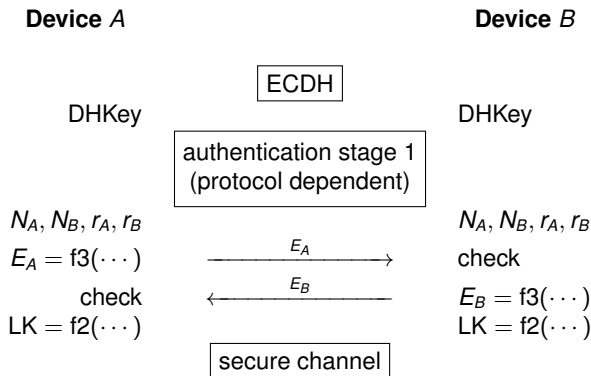 Device A Device B
ECDH
DHKey DHKey
authentication stage 1
(protocol dependent)
N_A, N_B, r_A, r_B N_A, N_B, r_A, r_B
E_A = f3(· · ·) E_A check
check E_B E_B = f3(· · ·)
LK = f2(· · ·) LK = f2(· · ·)
secure channel